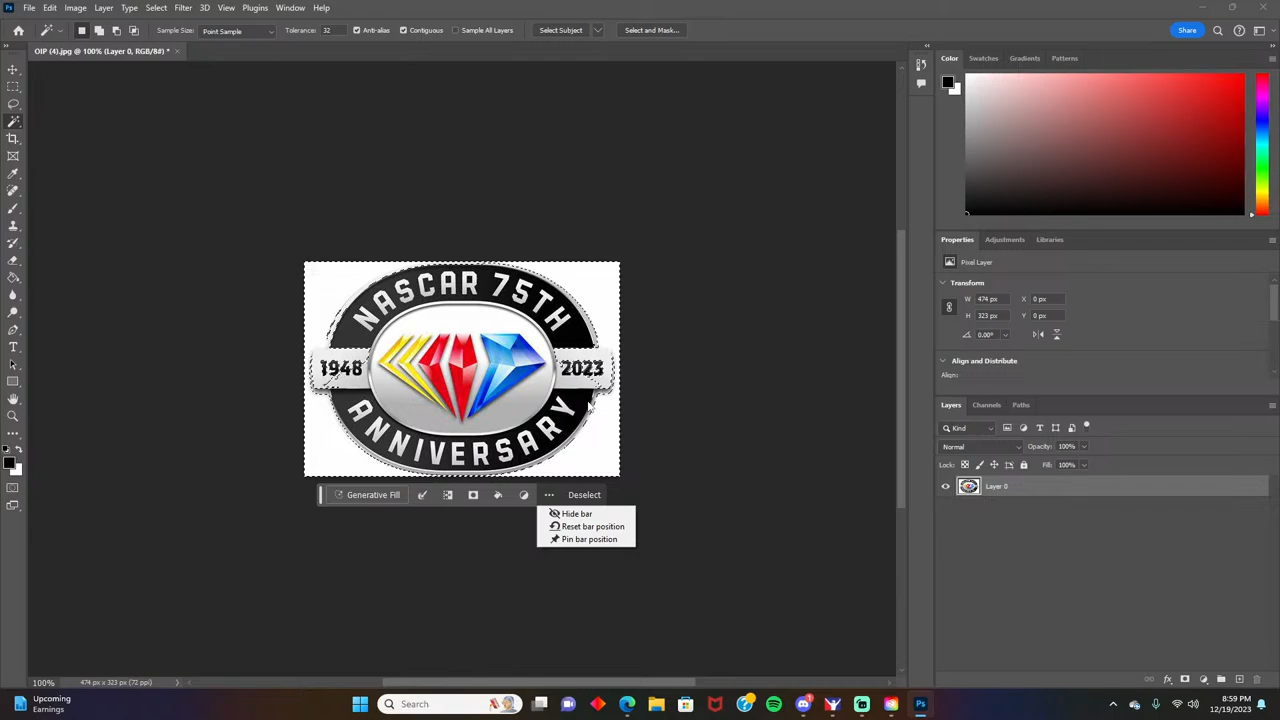 Ps File Edit Image Layer Type Select Filter 3D View Plugins Window Help
Sample Size: Point Sample Tolerance: 32 Anti-alias Contiguous Sample All Layers Select Subject Select and Mask... Share
OIP (4).jpg @ 100% (Layer 0, RGB/8#) *
Color Swatches Gradients Patterns
Properties Adjustments Libraries
Pixel Layer
Transform
W 474 px X 0 px
H 323 px Y 0 px
0.00°
Align and Distribute
Align:
Layers Channels Paths
Kind
Normal Opacity: 100%
Lock: Fill: 100%
Layer 0
NASCAR 75TH
1948 2023
ANNIVERSARY
Generative Fill Deselect
Hide bar
Reset bar position
Pin bar position
100% 474 px x 323 px (72 ppi)
Upcoming
Earnings
Search
Ps
8:59 PM
12/13/2023